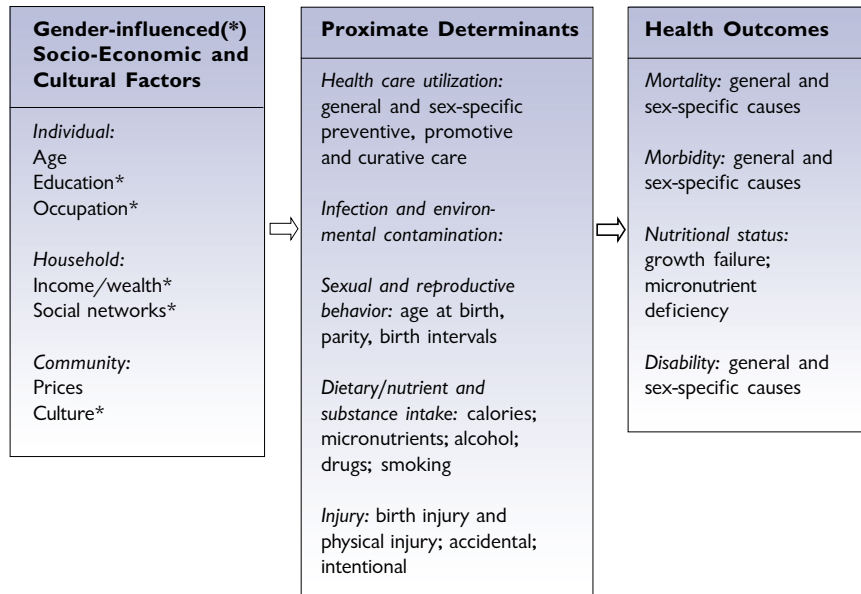 Gender-influenced(*)
Socio-Economic and
Cultural Factors
Individual:
Age
Education*
Occupation*
Household:
Income/wealth*
Social networks*
Community:
Prices
Culture*
Proximate Determinants
Health care utilization:
general and sex-specific
preventive, promotive
and curative care
Infection and environ-
mental contamination:
Sexual and reproductive
behavior: age at birth,
parity, birth intervals
Dietary/nutrient and
substance intake: calories;
micronutrients; alcohol;
drugs; smoking
Injury: birth injury and
physical injury; accidental;
intentional
Health Outcomes
Mortality: general and
sex-specific causes
Morbidity: general and
sex-specific causes
Nutritional status:
growth failure;
micronutrient
deficiency
Disability: general and
sex-specific causes